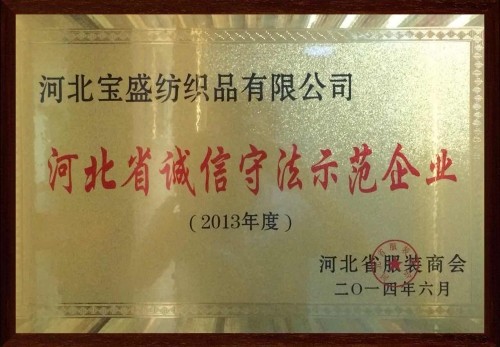 河北宝盛纺织品有限公司
河北省诚信守法示范企业
(2013年度)
河北省服装商会
二〇一四年六月